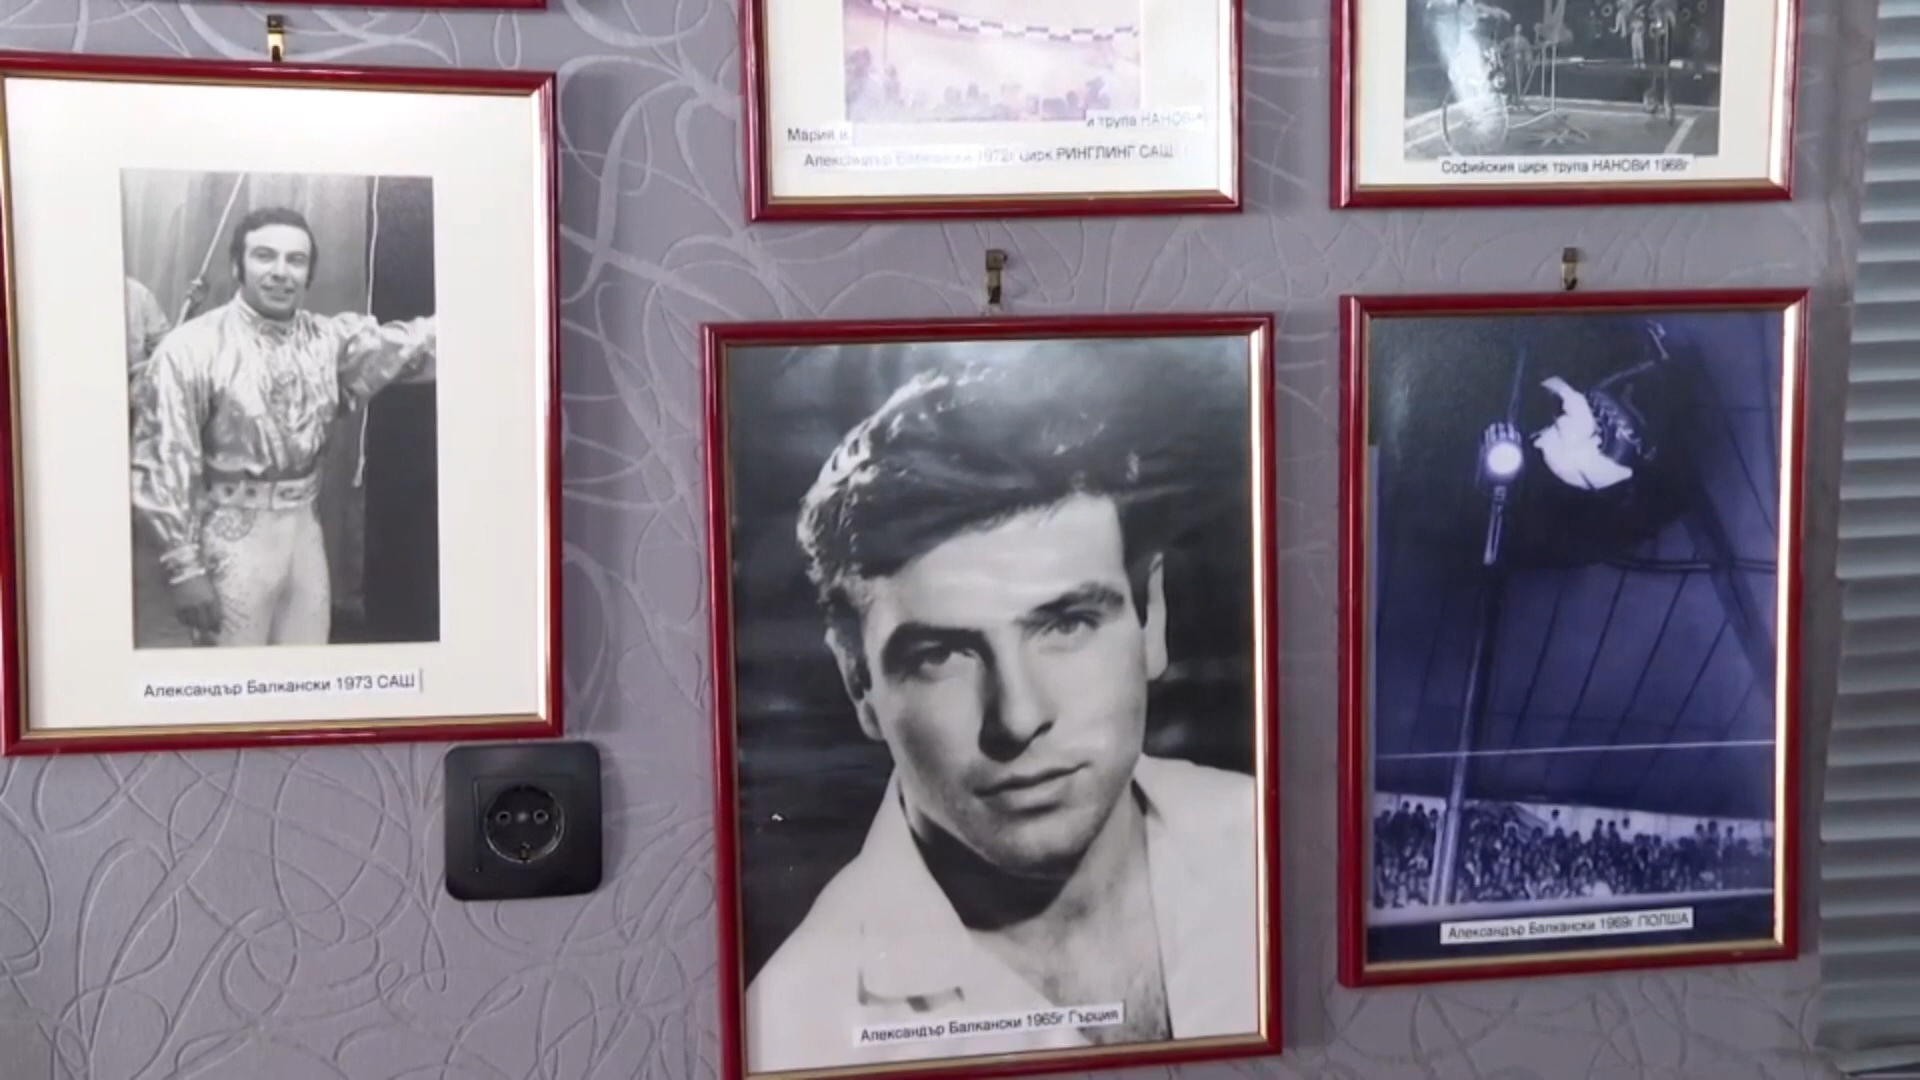 Мария и
и трупа НАНОВИ
Александър Балкански 1972г цирк РИНГЛИНГ САЩ
Софийския цирк трупа НАНОВИ 1968г
Александър Балкански 1973 САЩ
Александър Балкански 1965г Гърция
Александър Балкански 1969г ПОЛША